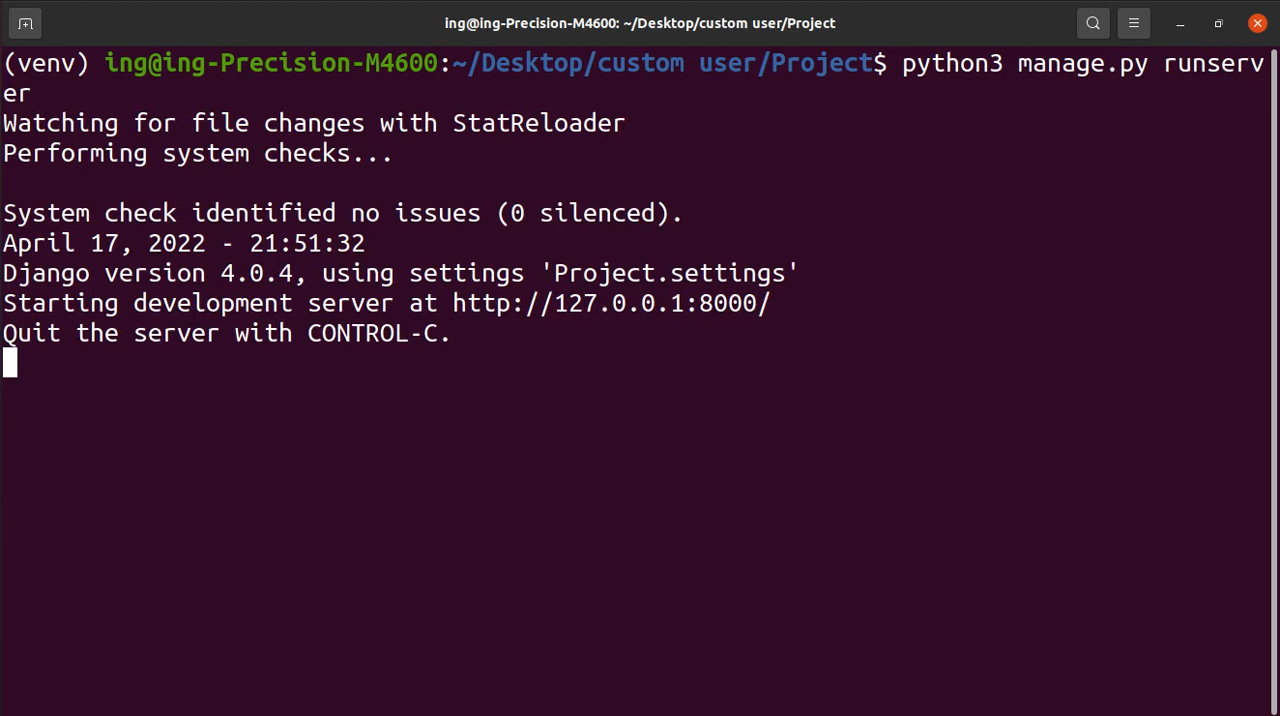 ing@ing-Precision-M4600: ~/Desktop/custom user/Project
(venv) ing@ing-Precision-M4600:~/Desktop/custom user/Project$ python3 manage.py runserv
er
Watching for file changes with StatReloader
Performing system checks...
System check identified no issues (0 silenced).
April 17, 2022 - 21:51:32
Django version 4.0.4, using settings 'Project.settings'
Starting development server at http://127.0.0.1:8000/
Quit the server with CONTROL-C.